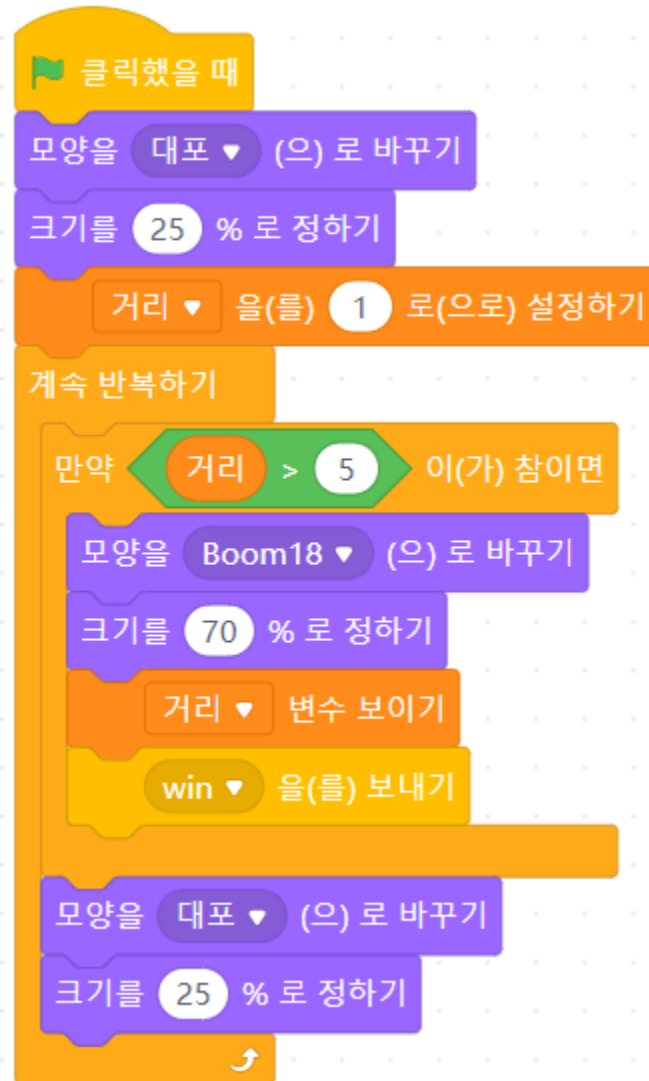 클릭했을 때
모양을 대포 (으) 로 바꾸기
크기를 25 % 로 정하기
거리 을(를) 1 로(으로) 설정하기
계속 반복하기
만약 거리 > 5 이(가) 참이면
모양을 Boom18 (으) 로 바꾸기
크기를 70 % 로 정하기
거리 변수 보이기
win 을(를) 보내기
모양을 대포 (으) 로 바꾸기
크기를 25 % 로 정하기